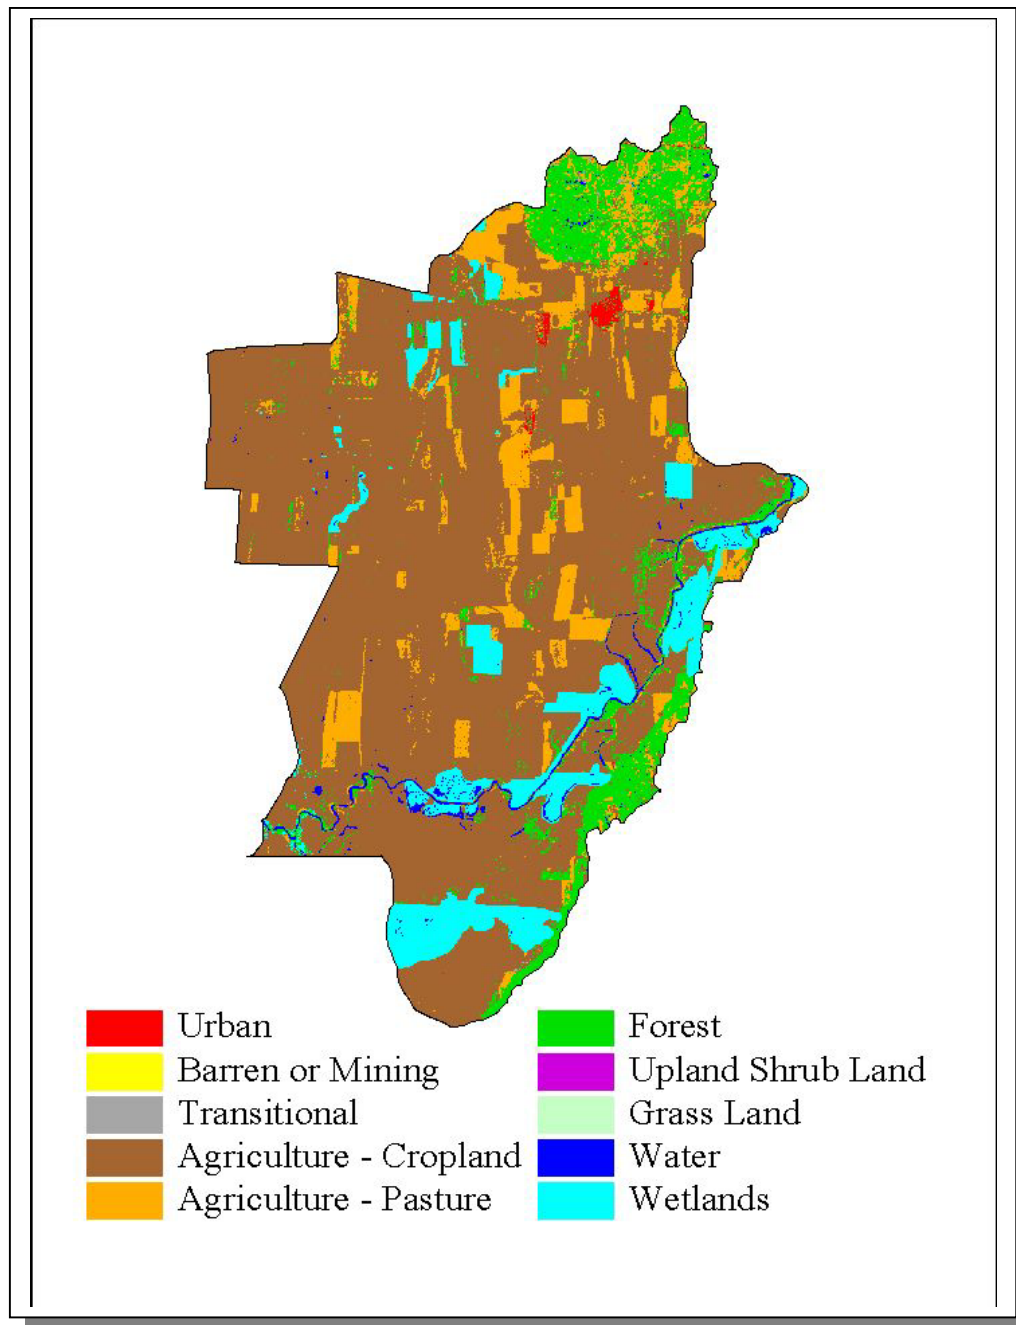 Urban
Barren or Mining
Transitional
Agriculture - Cropland
Agriculture - Pasture
Forest
Upland Shrub Land
Grass Land
Water
Wetlands